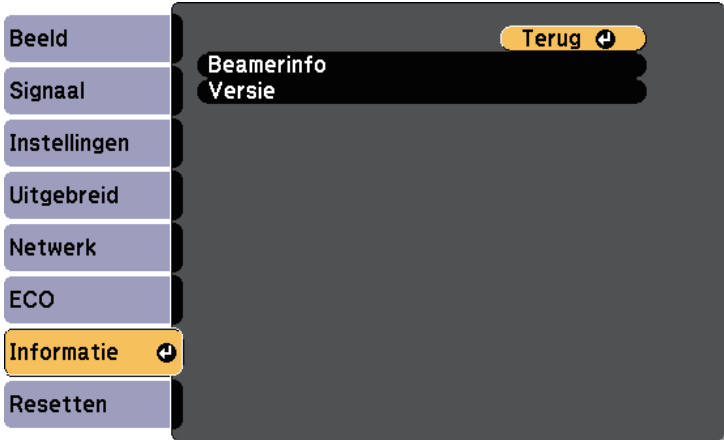 Beeld
Signaal
Instellingen
Uitgebreid
Netwerk
ECO
Informatie
Resetten
Terug
Beamerinfo
Versie